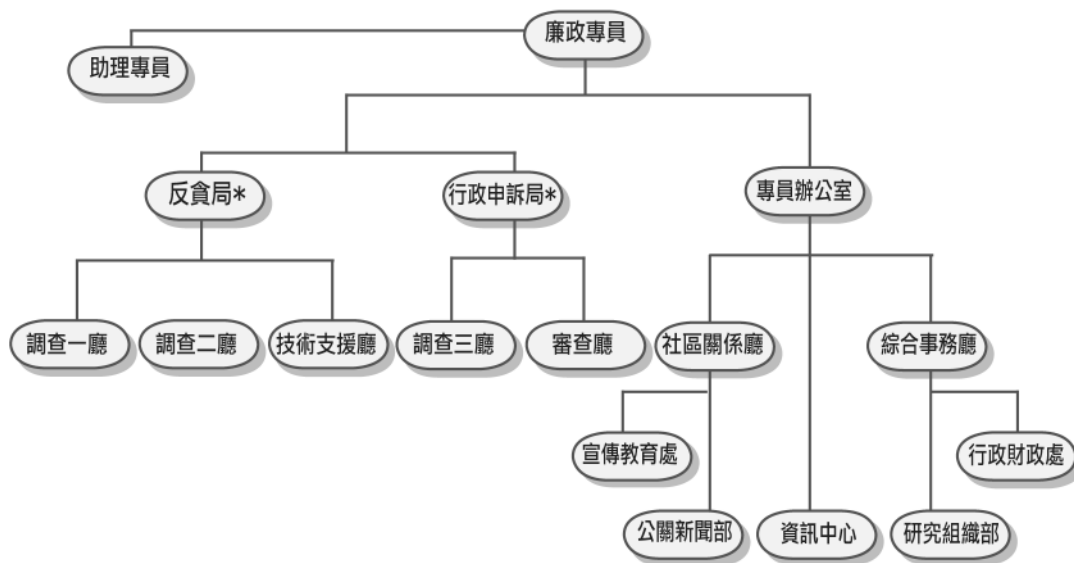 廉政專員
助理專員
反貪局*
行政申訴局*
專員辦公室
調查一廳
調查二廳
技術支援廳
調查三廳
審查廳
社區關係廳
綜合事務廳
宣傳教育處
行政財政處
公關新聞部
資訊中心
研究組織部